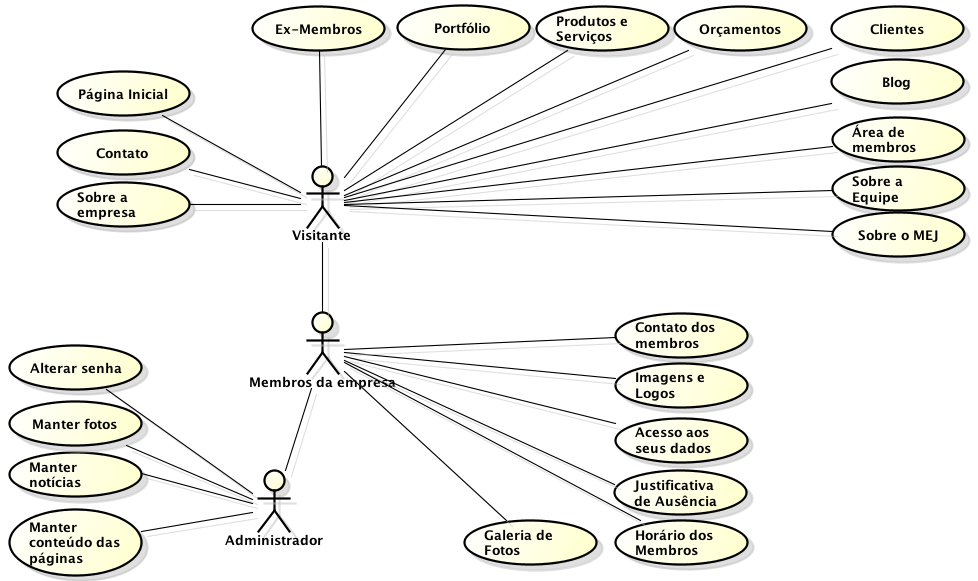 Ex-Membros
Portfólio
Produtos e
Serviços
Orçamentos
Clientes
Página Inicial
Blog
Contato
Área de
membros
Sobre a
empresa
Sobre a
Equipe
Visitante
Sobre o MEJ
Contato dos
membros
Alterar senha
Membros da empresa
Imagens e
Logos
Manter fotos
Acesso aos
seus dados
Manter
notícias
Justificativa
de Ausência
Manter
conteúdo das
páginas
Administrador
Galeria de
Fotos
Horário dos
Membros